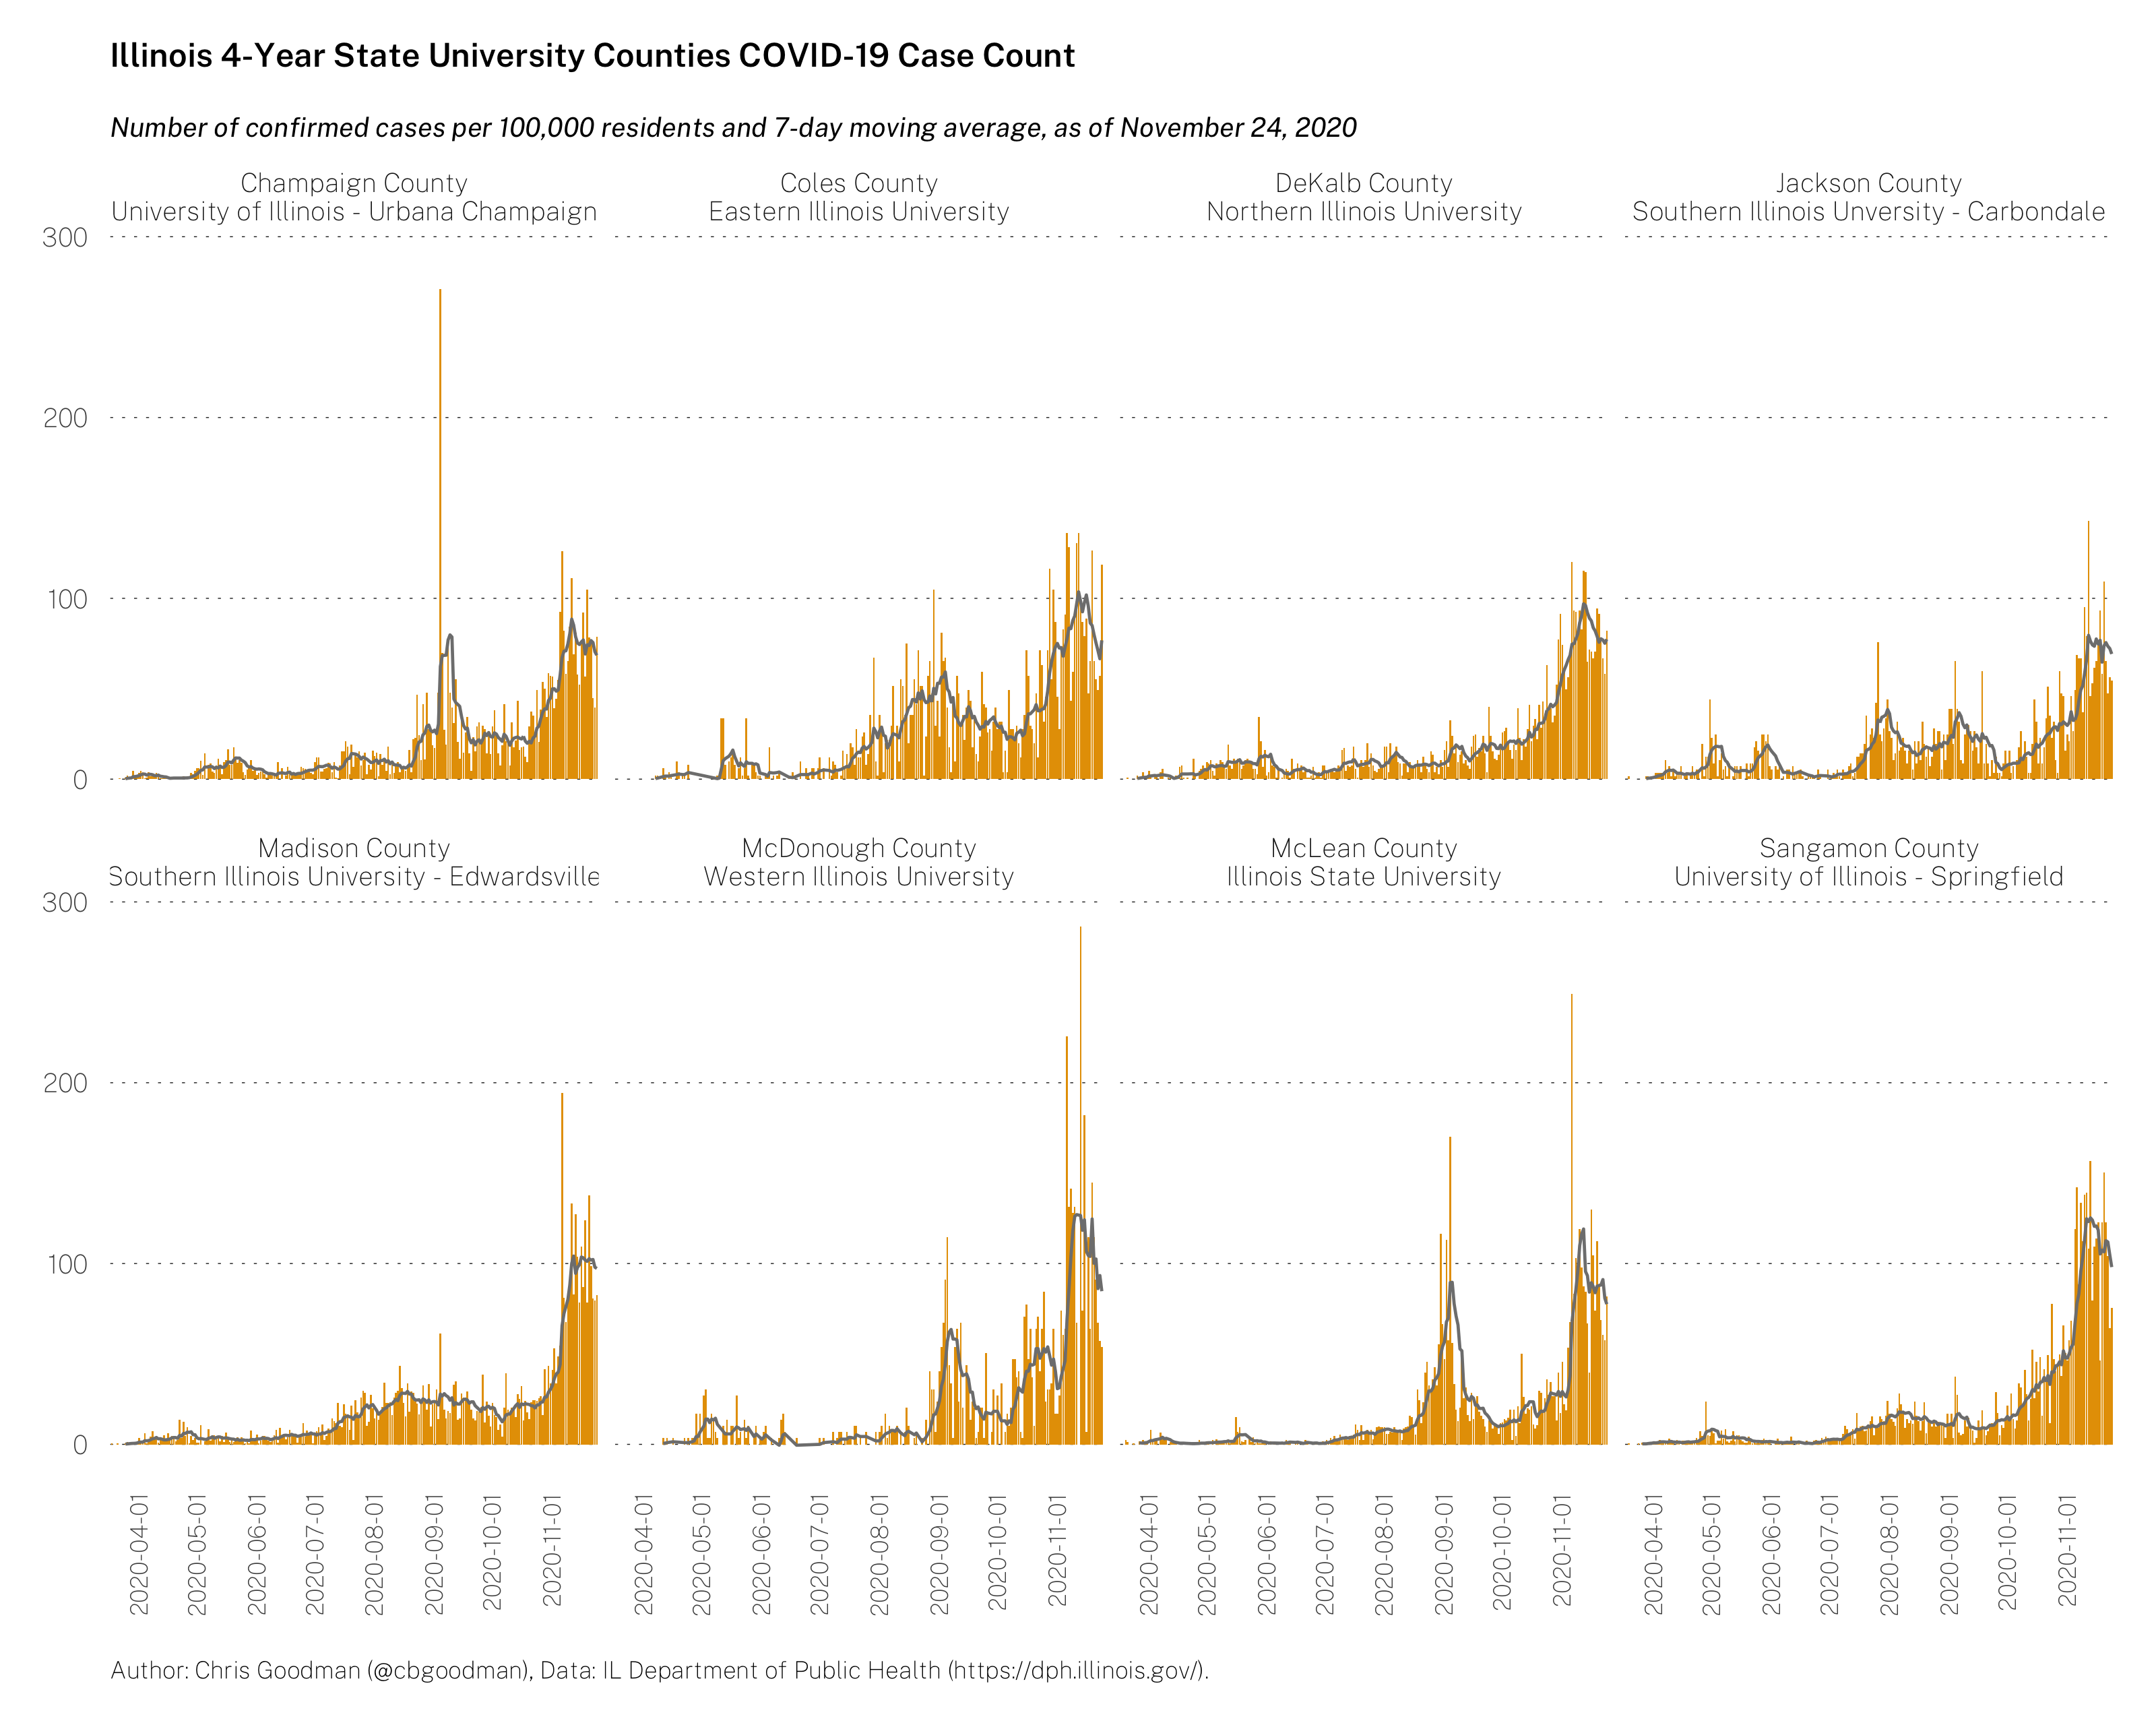 Illinois 4-Year State University Counties COVID-19 Case Count
Number of confirmed cases per 100,000 residents and 7-day moving average, as of November 24, 2020
Champaign County
University of Illinois - Urbana Champaign
Coles County
Eastern Illinois University
DeKalb County
Northern Illinois University
Jackson County
Southern Illinois Unversity - Carbondale
300
200
100
0
Madison County
Southern Illinois University - Edwardsville
McDonough County
Western Illinois University
McLean County
Illinois State University
Sangamon County
University of Illinois - Springfield
300
200
100
0
2020-04-01
2020-05-01
2020-06-01
2020-07-01
2020-08-01
2020-09-01
2020-10-01
2020-11-01
2020-04-01
2020-05-01
2020-06-01
2020-07-01
2020-08-01
2020-09-01
2020-10-01
2020-11-01
2020-04-01
2020-05-01
2020-06-01
2020-07-01
2020-08-01
2020-09-01
2020-10-01
2020-11-01
2020-04-01
2020-05-01
2020-06-01
2020-07-01
2020-08-01
2020-09-01
2020-10-01
2020-11-01
Author: Chris Goodman (@cbgoodman), Data: IL Department of Public Health (https://dph.illinois.gov/).